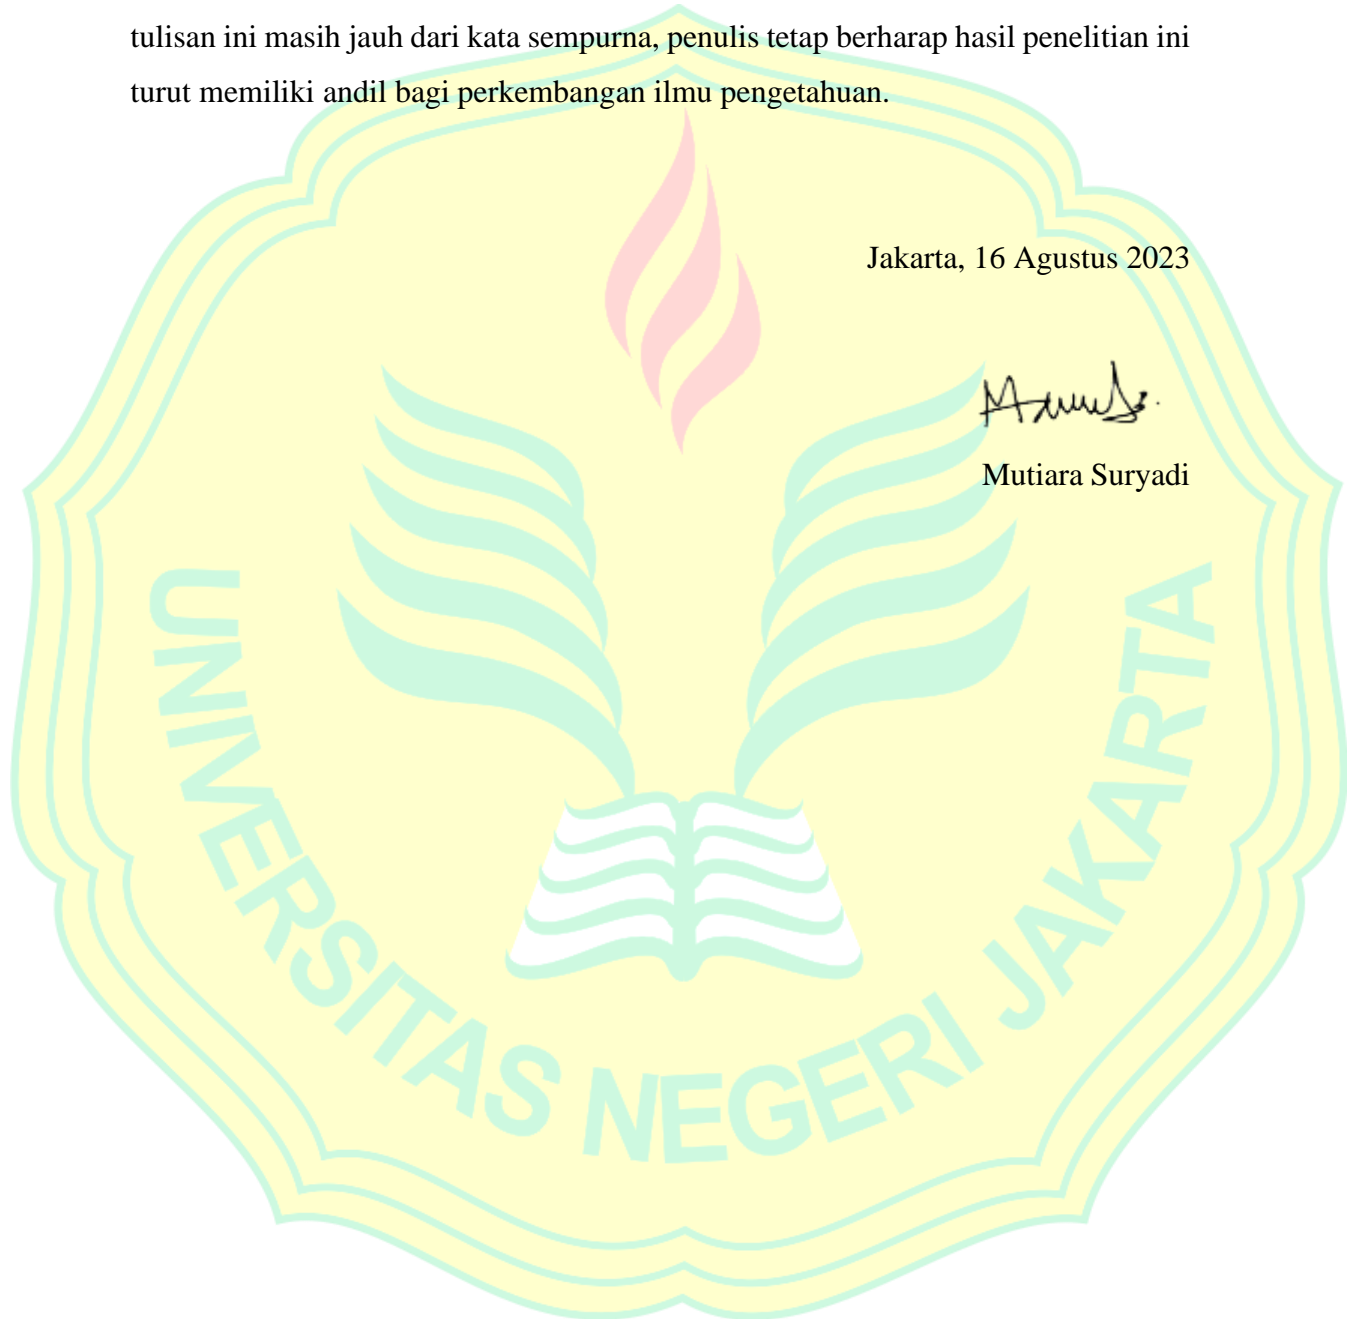 tulisan ini masih jauh dari kata sempurna, penulis tetap berharap hasil penelitian ini
turut memiliki andil bagi perkembangan ilmu pengetahuan.
Jakarta, 16 Agustus 2023
Mutiara Suryadi
UNIVERSITAS NEGERI JAKARTA